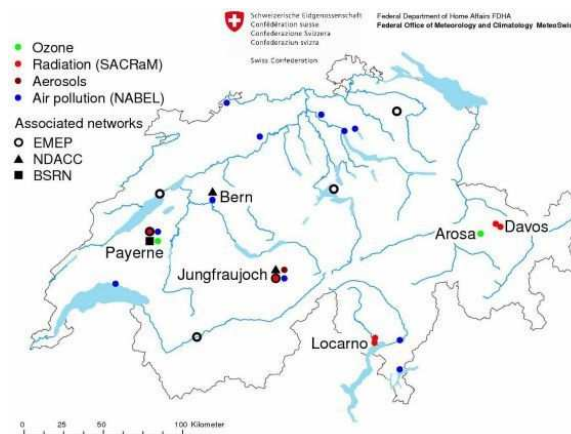 Schweizerische Eidgenossenschaft
Confédération suisse
Confederazione Svizzera
Confederaziun svizra
Swiss Confederation
Federal Department of Home Affairs FDHA
Federal Office of Meteorology and Climatology MeteoSwiss
Ozone
Radiation (SACRaM)
Aerosols
Air pollution (NABEL)
Associated networks
EMEP
NDACC
BSRN
Bern
Payerne
Jungfraujoch
Arosa
Davos
Locarno
0 25 50 100 Kilometer